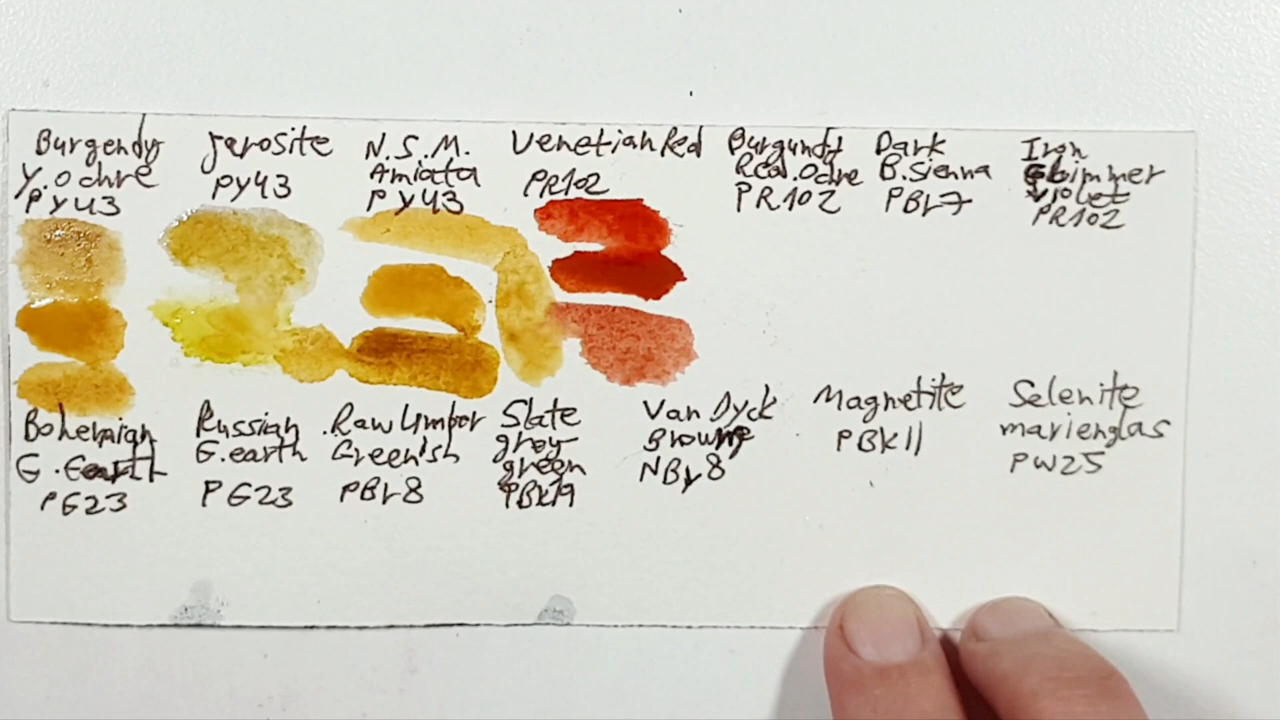 Burgendy
Y. Ochre
PY43
Jarosite
PY43
N.S.M.
Amiata
PY43
Venetian Red
PR102
Burgundy
Red. Ochre
PR102
Dark
B. Sienna
PBr7
Iron
Glimmer
Violet
PR102
Bohemian
G. Earth
PG23
Russian
G. earth
PG23
Raw Umber
Greenish
PBr8
Slate
grey
green
PBk19
Van Dyck
Browne
NBr8
Magnetite
PBK11
Selenite
marienglas
PW25